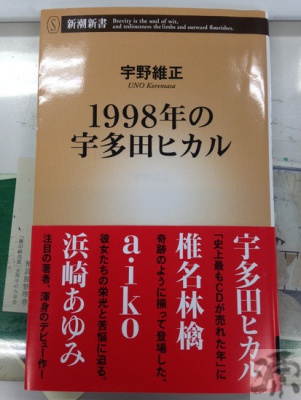 S 新潮新書
Brevity is the soul of wit,
and tediousness the limbs and outward flourishes.
宇野維正
UNO Koremasa
1998年の
宇多田ヒカル
宇多田ヒカル
「史上最もCDが売れた年」に
椎名林檎
奇跡のように揃って登場した、
aiko
彼女たちの栄光と苦悩に迫る。
浜崎あゆみ
注目の著者、渾身のデビュー作!